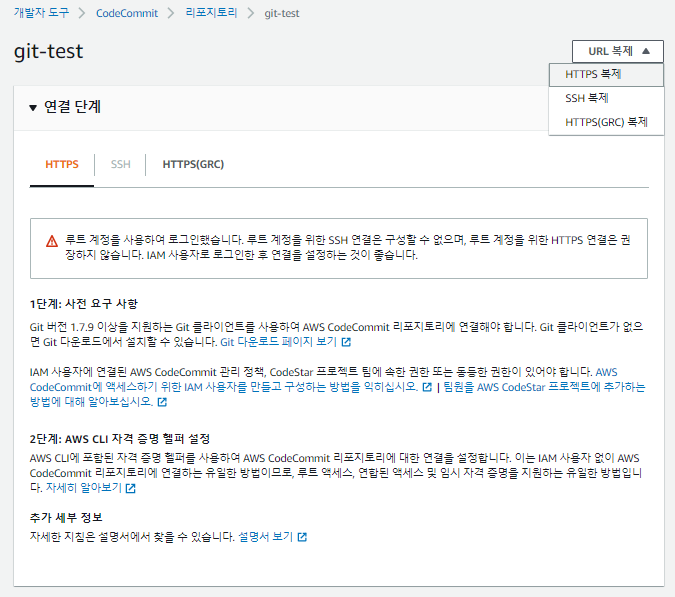 개발자 도구 > CodeCommit > 리포지토리 > git-test
git-test
URL 복제 ▲
HTTPS 복제
SSH 복제
HTTPS(GRC) 복제
▼ 연결 단계
HTTPS SSH HTTPS(GRC)
루트 계정을 사용하여 로그인했습니다. 루트 계정을 위한 SSH 연결은 구성할 수 없으며, 루트 계정을 위한 HTTPS 연결은 권
장하지 않습니다. IAM 사용자로 로그인한 후 연결을 설정하는 것이 좋습니다.
1단계: 사전 요구 사항
Git 버전 1.7.9 이상을 지원하는 Git 클라이언트를 사용하여 AWS CodeCommit 리포지토리에 연결해야 합니다. Git 클라이언트가 없으
면 Git 다운로드에서 설치할 수 있습니다. Git 다운로드 페이지 보기
IAM 사용자에 연결된 AWS CodeCommit 관리 정책, CodeStar 프로젝트 팀에 속한 권한 또는 동등한 권한이 있어야 합니다. AWS
CodeCommit에 액세스하기 위한 IAM 사용자를 만들고 구성하는 방법을 익히십시오. | 팀원을 AWS CodeStar 프로젝트에 추가하는
방법에 대해 알아보십시오.
2단계: AWS CLI 자격 증명 헬퍼 설정
AWS CLI에 포함된 자격 증명 헬퍼를 사용하여 AWS CodeCommit 리포지토리에 대한 연결을 설정합니다. 이는 IAM 사용자 없이 AWS
CodeCommit 리포지토리에 연결하는 유일한 방법이므로, 루트 액세스, 연합된 액세스 및 임시 자격 증명을 지원하는 유일한 방법입니
다. 자세히 알아보기
추가 세부 정보
자세한 지침은 설명서에서 찾을 수 있습니다. 설명서 보기